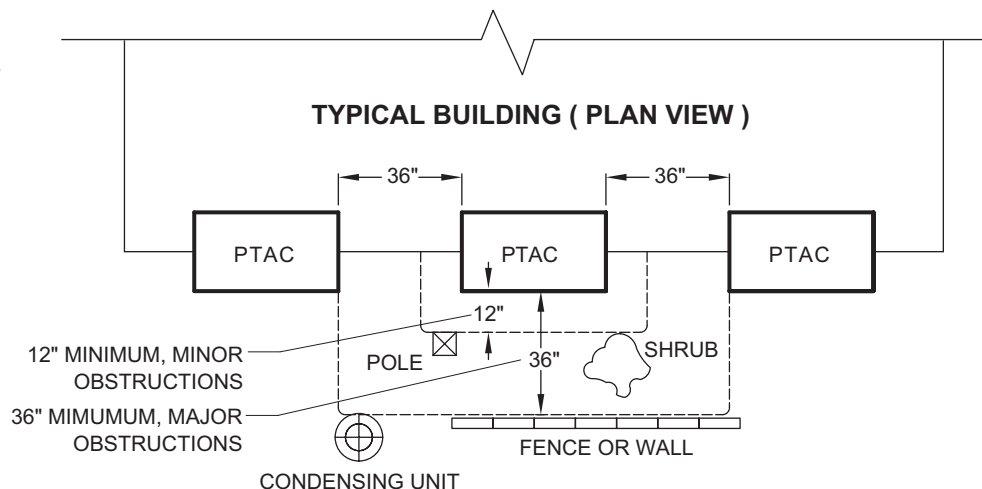 TYPICAL BUILDING ( PLAN VIEW )
36"
36"
PTAC
PTAC
PTAC
12"
12" MINIMUM, MINOR
OBSTRUCTIONS
POLE
36"
SHRUB
36" MIMUMUM, MAJOR
OBSTRUCTIONS
FENCE OR WALL
CONDENSING UNIT